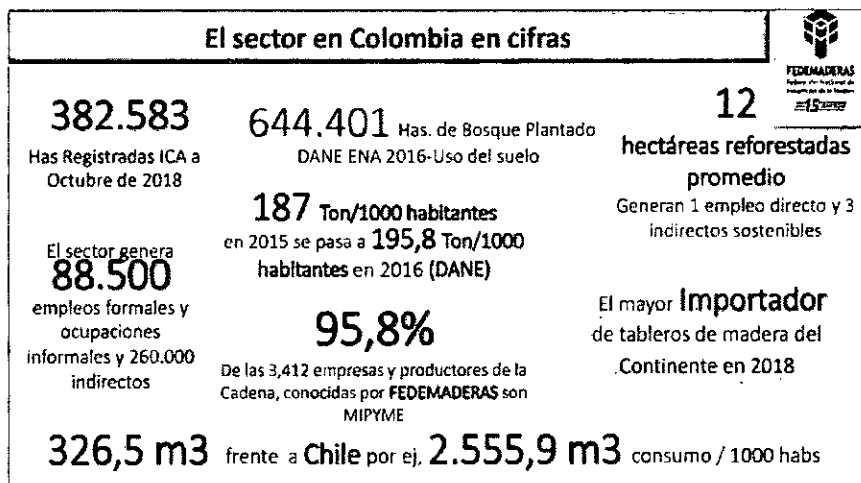 El sector en Colombia en cifras
FEDEMADERAS
382.583
Has Registradas ICA a
Octubre de 2018
644.401 Has. de Bosque Plantado
DANE ENA 2016-Uso del suelo
12
hectáreas reforestadas
promedio
Generan 1 empleo directo y 3
indirectos sostenibles
187 Ton/1000 habitantes
en 2015 se pasa a 195,8 Ton/1000
habitantes en 2016 (DANE)
El sector genera
88.500
empleos formales y
ocupaciones
informales y 260.000
indirectos
95,8%
De las 3,412 empresas y productores de la
Cadena, conocidas por FEDEMADERAS son
MIPYME
El mayor Importador
de tableros de madera del
Continente en 2018
326,5 m3 frente a Chile por ej. 2.555,9 m3 consumo / 1000 habs